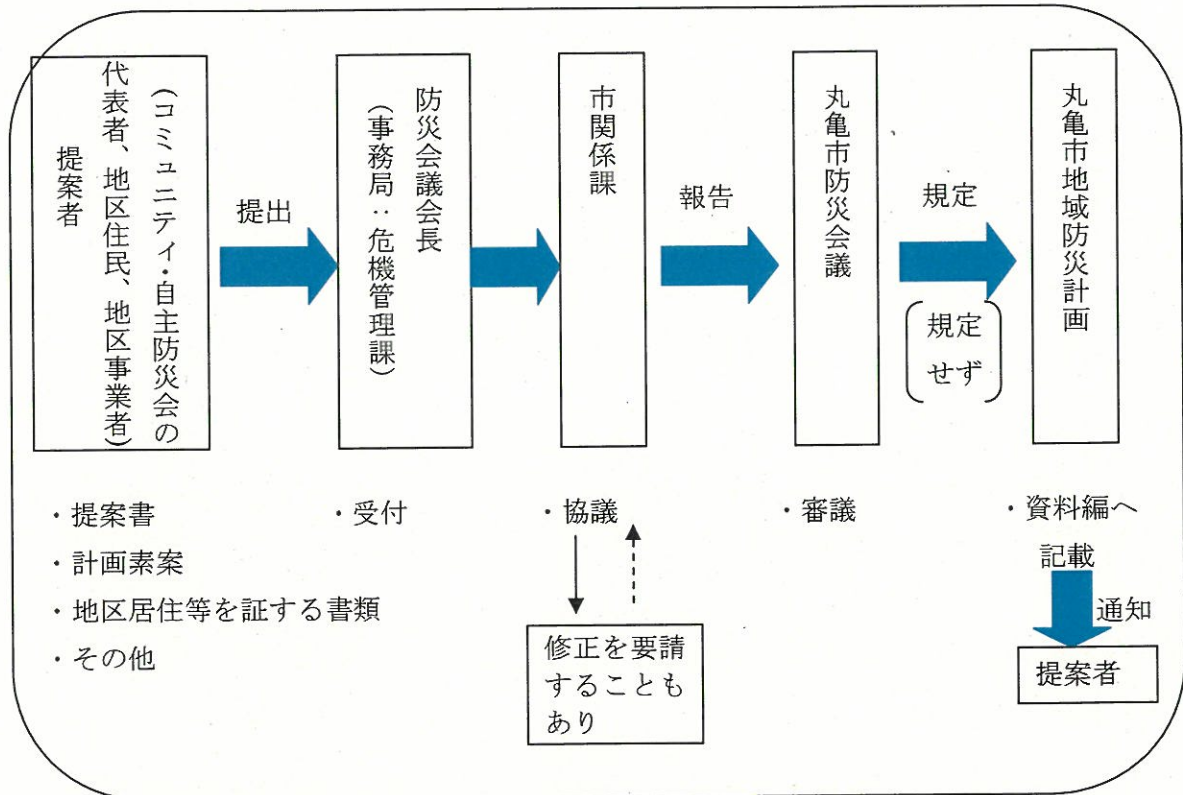 提案者
(コミュニティ・自主防災会の
代表者、地区住民、地区事業者)
提出
防災会議会長
(事務局:危機管理課)
市関係課
報告
丸亀市防災会議
規定
規定
せず
丸亀市地域防災計画
・提案書
・計画素案
・地区居住等を証する書類
・その他
・受付
・協議
修正を要請
することも
あり
・審議
・資料編へ
記載
通知
提案者